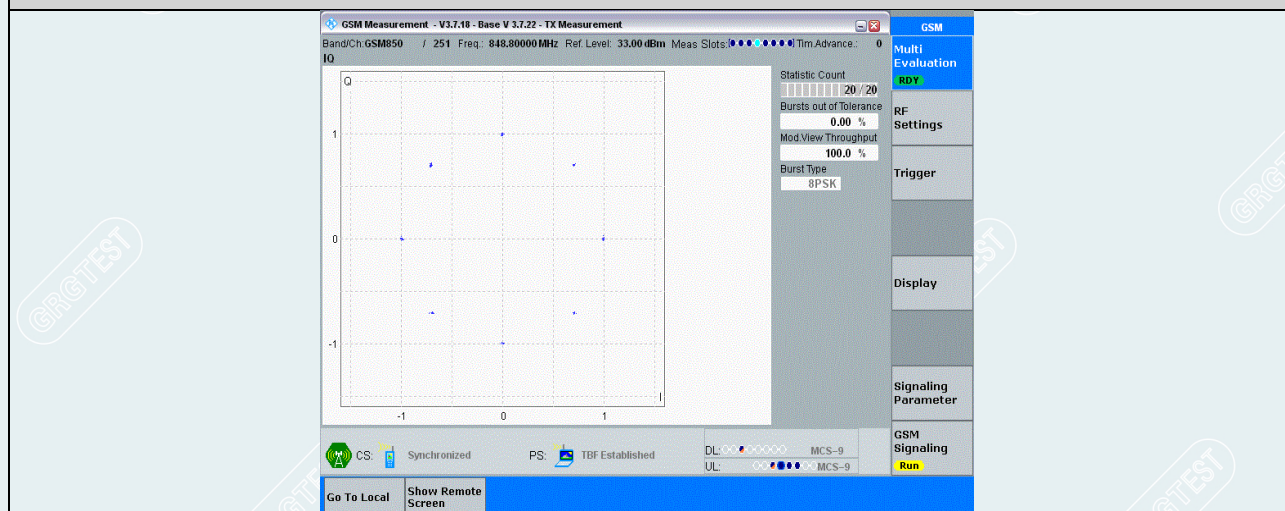 GSM Measurement - V3.7.18 - Base V 3.7.22 - TX Measurement
GSM
Band/Ch:GSM850 / 251 Freq.: 848.80000 MHz Ref. Level: 33.00 dBm Meas Slots: Tim.Advance.: 0
IQ
Multi
Evaluation
RDY
Q
Statistic Count
20 / 20
Bursts out of Tolerance
0.00 %
Mod.View Throughput
100.0 %
Burst Type
8PSK
RF
Settings
Trigger
Display
1
0
-1
I
-1 0 1
Signaling
Parameter
GSM
Signaling
Run
CS: Synchronized PS: TBF Established
DL: MCS-9
UL: MCS-9
Go To Local
Show Remote
Screen
GRGTEST
GRGTEST